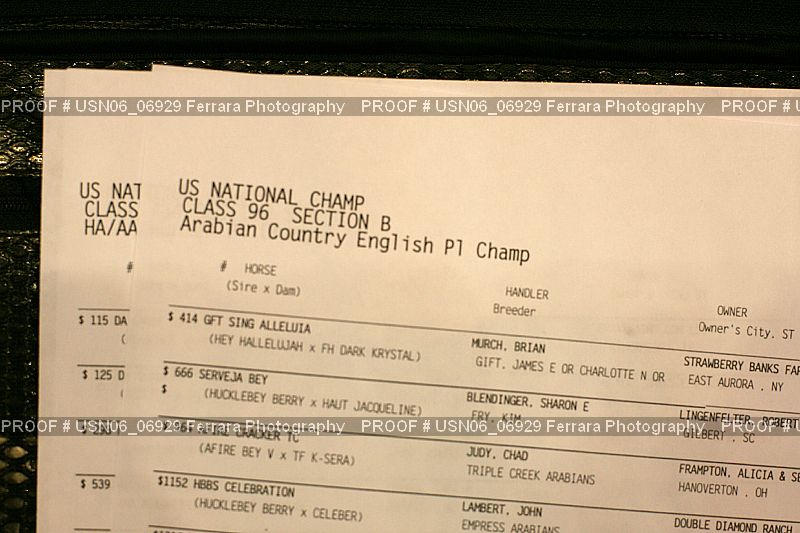 PROOF # USN06_06929 Ferrara Photography PROOF # USN06_06929 Ferrara Photography PROOF # U
US NAT
CLASS
HA/AA
#
$ 115 DA
(
$ 125 D
(
$ 539
US NATIONAL CHAMP
CLASS 96 SECTION B
Arabian Country English Pl Champ
# HORSE HANDLER OWNER
(Sire x Dam) Breeder Owner's City, ST
$ 414 GFT SING ALLELUIA MURCH, BRIAN STRAWBERRY BANKS FAR
(HEY HALLELUJAH x FH DARK KRYSTAL) GIFT, JAMES E OR CHARLOTTE N OR EAST AURORA , NY
$ 666 SERVEJA BEY BLENDINGER, SHARON E LINGENFELTER, ROBERT
$ (HUCKLEBEY BERRY x HAUT JACQUELINE) FRY, KIM GILBERT , SC
PROOF # USN06_06929 Ferrara Photography PROOF # USN06_06929 Ferrara Photography PROOF # U
CRACKER TC JUDY, CHAD FRAMPTON, ALICIA & SE
(AFIRE BEY V x TF K-SERA) TRIPLE CREEK ARABIANS HANOVERTON , OH
$1152 HBBS CELEBRATION LAMBERT, JOHN DOUBLE DIAMOND RANCH
(HUCKLEBEY BERRY x CELEBER) EMPRESS ARABIANS